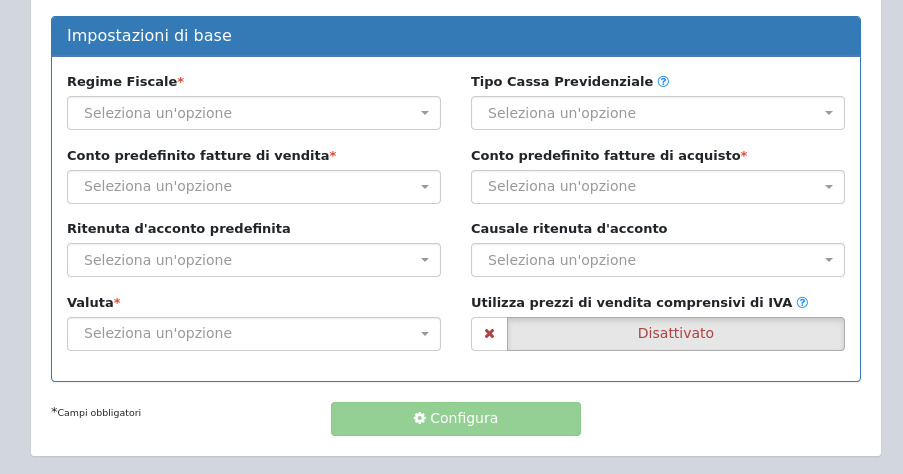 Impostazioni di base
Regime Fiscale* Tipo Cassa Previdenziale
Seleziona un'opzione Seleziona un'opzione
Conto predefinito fatture di vendita* Conto predefinito fatture di acquisto*
Seleziona un'opzione Seleziona un'opzione
Ritenuta d'acconto predefinita Causale ritenuta d'acconto
Seleziona un'opzione Seleziona un'opzione
Valuta* Utilizza prezzi di vendita comprensivi di IVA
Seleziona un'opzione Disattivato
*Campi obbligatori Configura